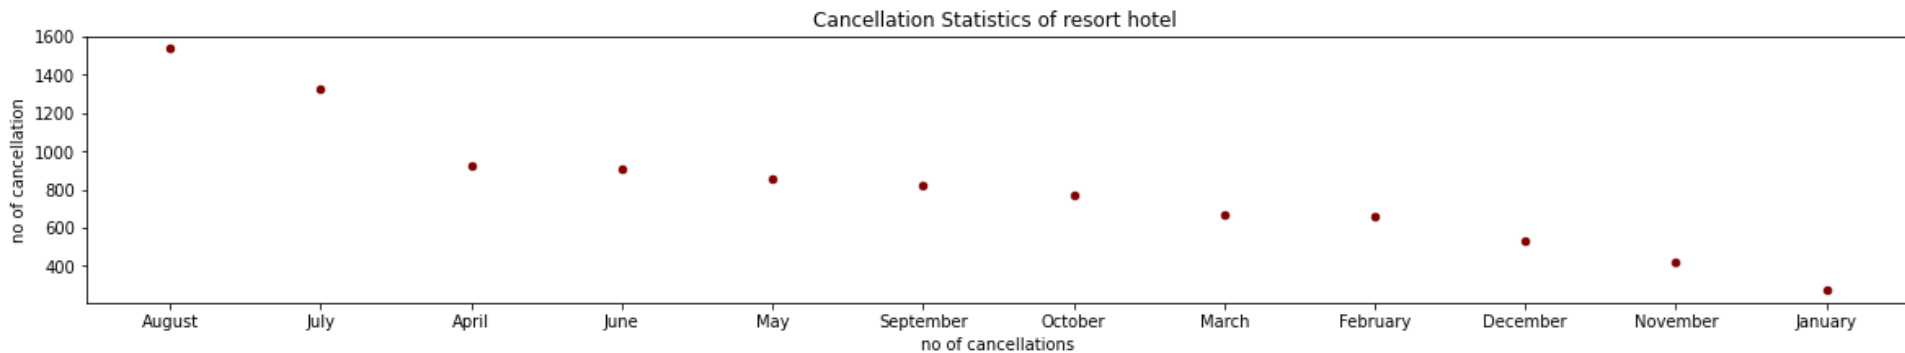 Cancellation Statistics of resort hotel
no of cancellation
1600
1400
1200
1000
800
600
400
August July April June May September October March February December November January
no of cancellations